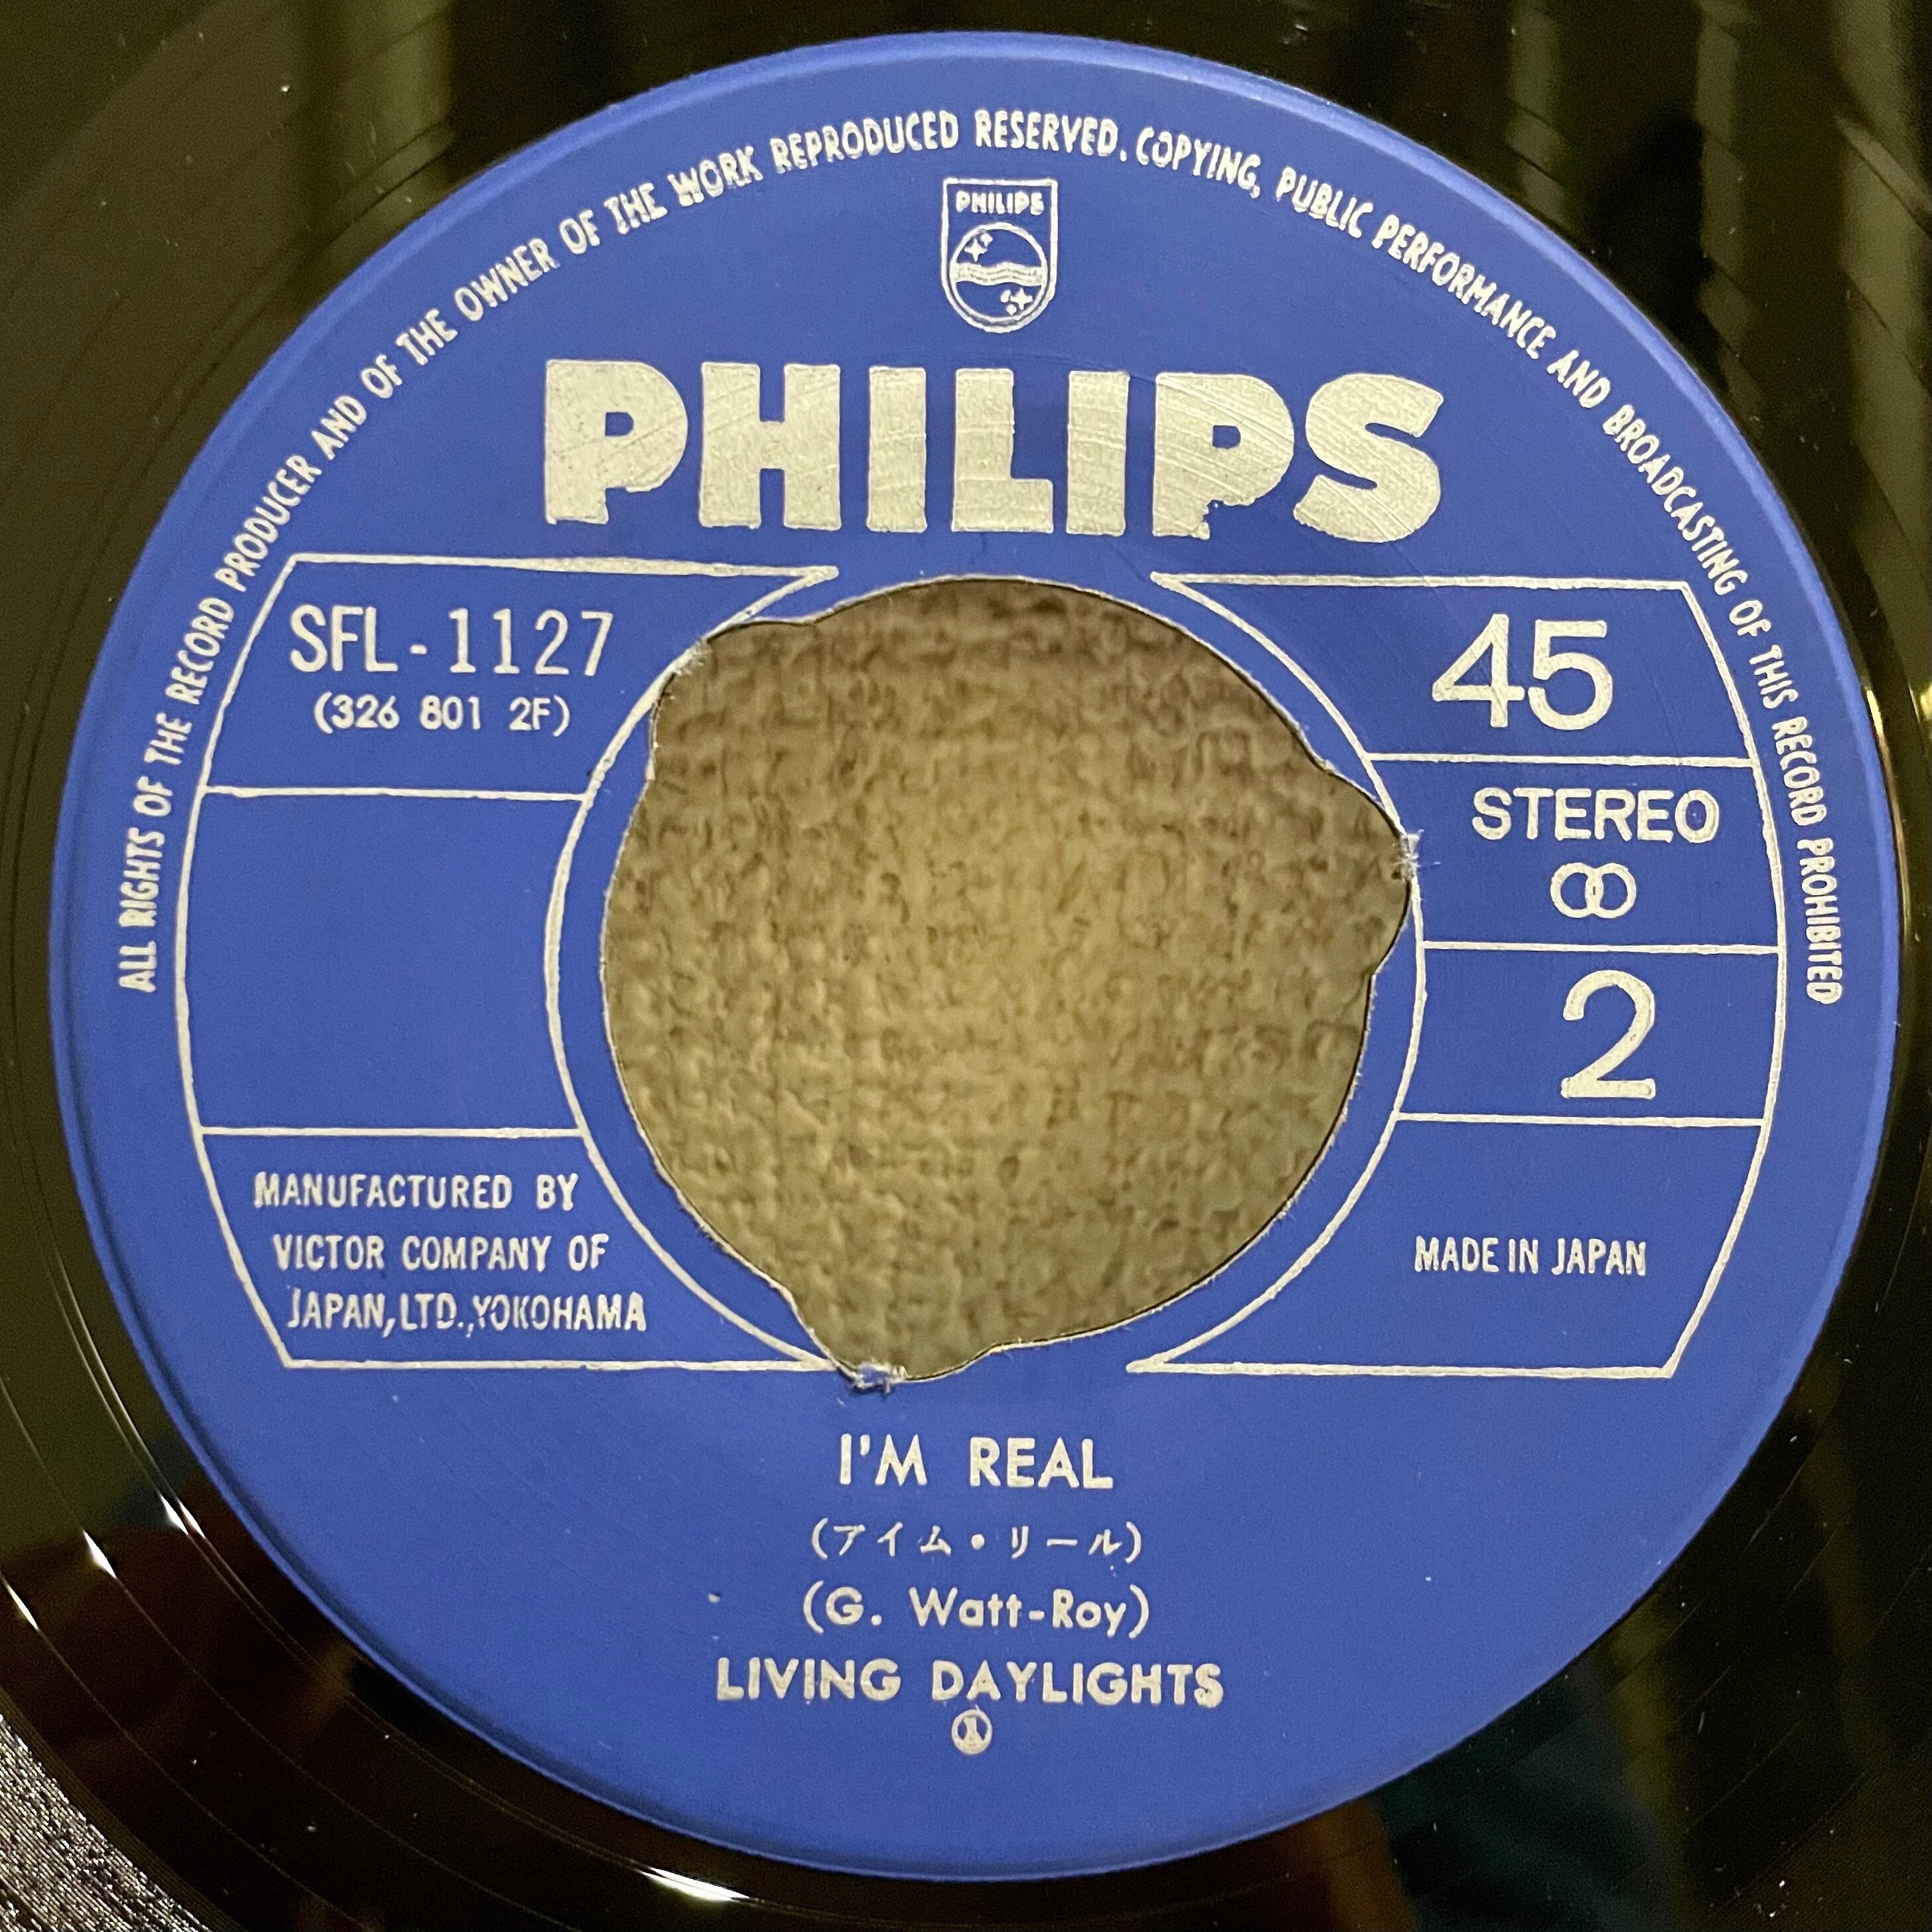 ALL RIGHTS OF THE RECORD PRODUCER AND OF THE OWNER OF THE WORK REPRODUCED RESERVED. COPYING, PUBLIC PERFORMANCE AND BROADCASTING OF THIS RECORD PROHIBITED
PHILIPS
PHILIPS
SFL-1127
(326 801 2F)
45
STEREO
2
MANUFACTURED BY
VICTOR COMPANY OF
JAPAN, LTD., YOKOHAMA
MADE IN JAPAN
I'M REAL
(アイム・リール)
(G. Watt-Roy)
LIVING DAYLIGHTS